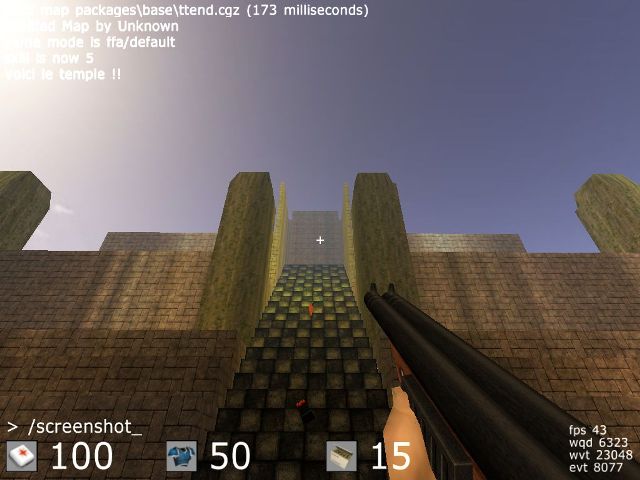 map packages\base\ttend.cgz (173 milliseconds)
Map by Unknown
mode is ffa/default
is now 5
voici le temple !!
> /screenshot_
100 50 15
fps 43
wqd 6323
wvt 23048
evt 8077